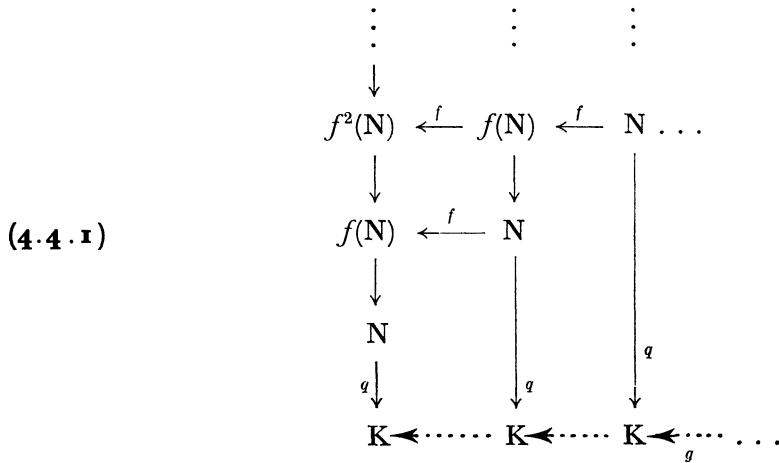 f²(N) f f(N) f N . . .
(4.4.1) f(N) f N
N
q
q q
K K K . . .
g